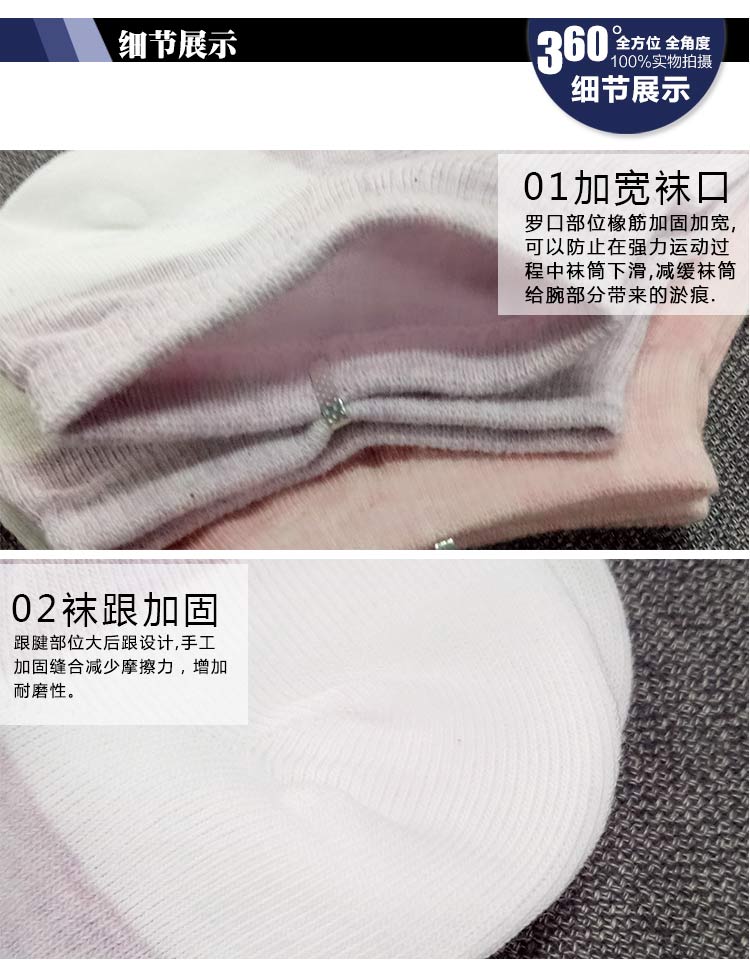 细节展示
360°全方位 全角度
100%实物拍摄
细节展示
01加宽袜口
罗口部位橡筋加固加宽,
可以防止在强力运动过
程中袜筒下滑,减缓袜筒
给腕部分带来的淤痕.
02袜跟加固
跟腱部位大后跟设计,手工
加固缝合减少摩擦力，增加
耐磨性。